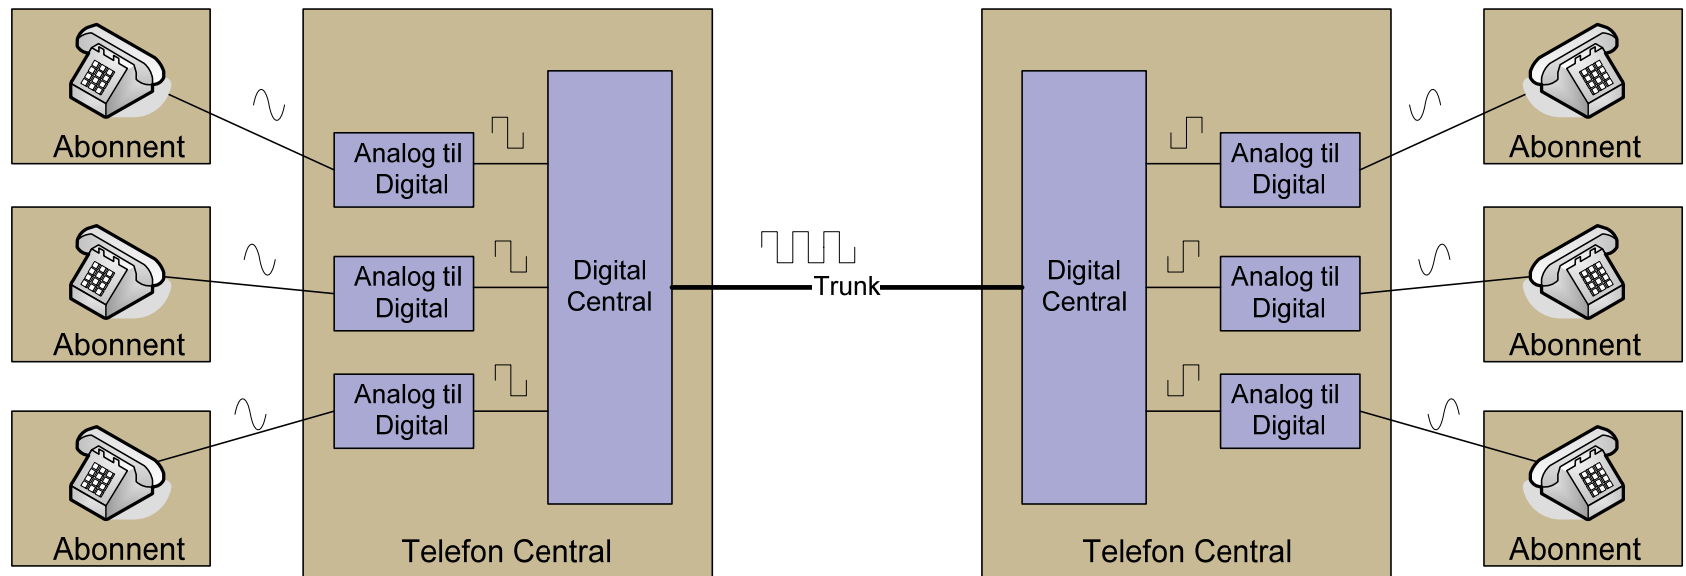 Abonnent
Abonnent
Abonnent
Analog til
Digital
Analog til
Digital
Analog til
Digital
Digital
Central
Telefon Central
Trunk
Digital
Central
Analog til
Digital
Analog til
Digital
Analog til
Digital
Telefon Central
Abonnent
Abonnent
Abonnent